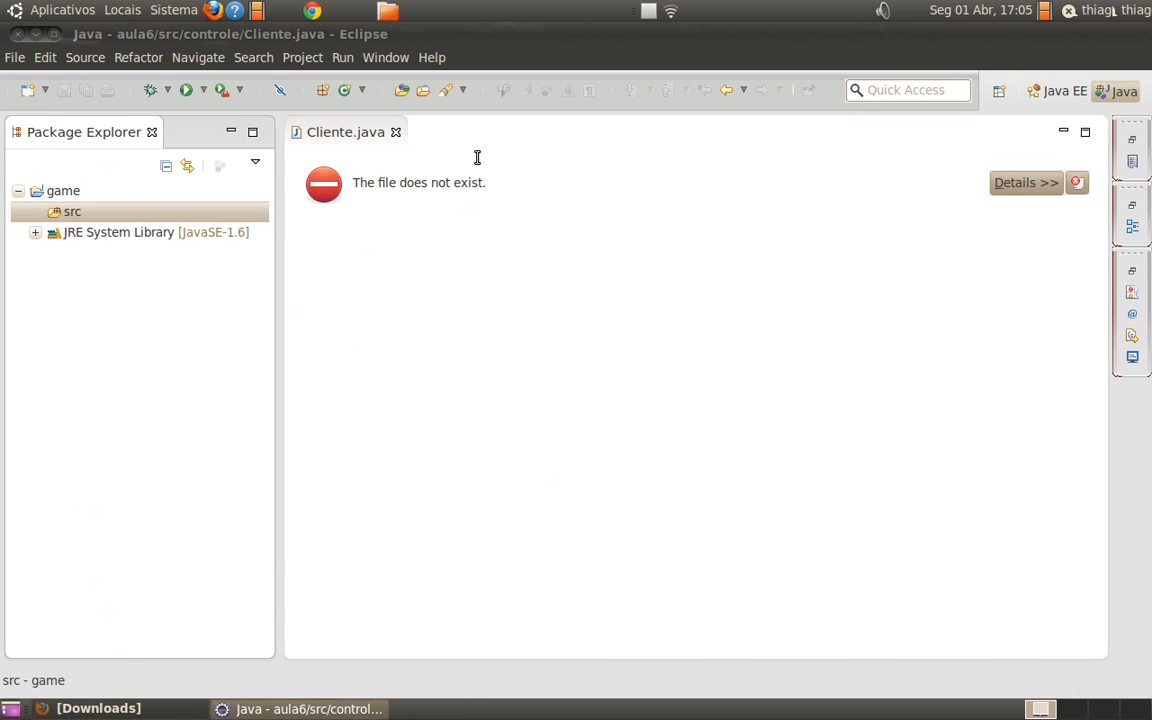 Aplicativos Locais Sistema Seg 01 Abr, 17:05 thiag thiag
Java - aula6/src/controle/Cliente.java - Eclipse
File Edit Source Refactor Navigate Search Project Run Window Help
Quick Access Java EE Java
Package Explorer Cliente.java
The file does not exist. Details >>
game
src
JRE System Library [JavaSE-1.6]
src - game
[Downloads] Java - aula6/src/control...